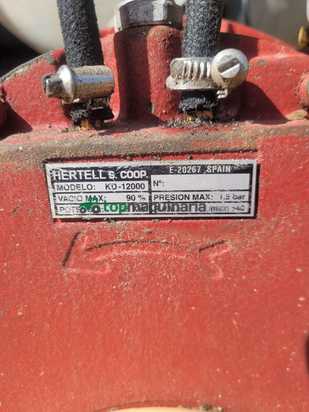 HERTELL S. COOP. E-20267 SPAIN
MODELO: KD-12000 Nº:
VACIO MAX: 90 % PRESION MAX: 1,5 bar
topmaquinaria